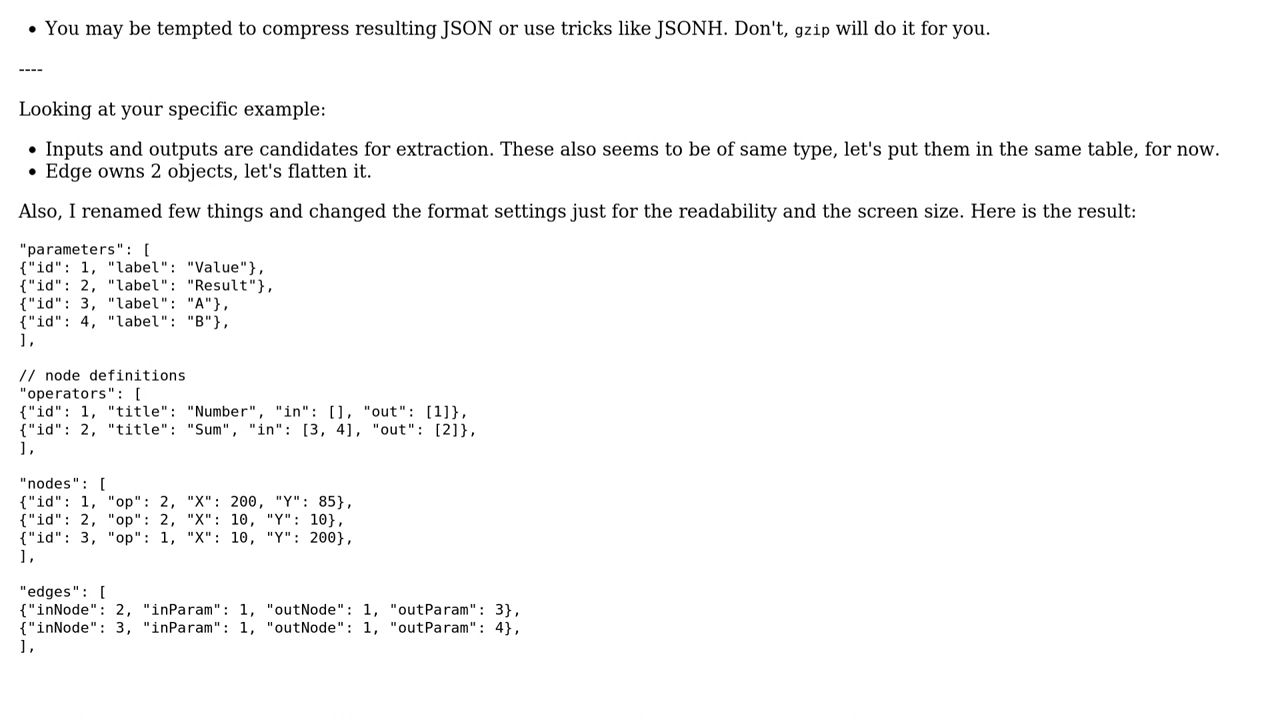 • You may be tempted to compress resulting JSON or use tricks like JSONH. Don't, gzip will do it for you.
----
Looking at your specific example:
• Inputs and outputs are candidates for extraction. These also seems to be of same type, let's put them in the same table, for now.
• Edge owns 2 objects, let's flatten it.
Also, I renamed few things and changed the format settings just for the readability and the screen size. Here is the result:
"parameters": [
{"id": 1, "label": "Value"},
{"id": 2, "label": "Result"},
{"id": 3, "label": "A"},
{"id": 4, "label": "B"},
],
// node definitions
"operators": [
{"id": 1, "title": "Number", "in": [], "out": [1]},
{"id": 2, "title": "Sum", "in": [3, 4], "out": [2]},
],
"nodes": [
{"id": 1, "op": 2, "X": 200, "Y": 85},
{"id": 2, "op": 2, "X": 10, "Y": 10},
{"id": 3, "op": 1, "X": 10, "Y": 200},
],
"edges": [
{"inNode": 2, "inParam": 1, "outNode": 1, "outParam": 3},
{"inNode": 3, "inParam": 1, "outNode": 1, "outParam": 4},
],